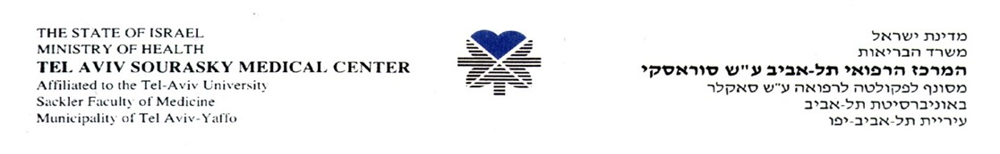 THE STATE OF ISRAEL
MINISTRY OF HEALTH
TEL AVIV SOURASKY MEDICAL CENTER
Affiliated to the Tel-Aviv University
Sackler Faculty of Medicine
Municipality of Tel Aviv-Yaffo
מדינת ישראל
משרד הבריאות
המרכז הרפואי תל-אביב ע"ש סוראסקי
מסונף לפקולטה לרפואה ע"ש סאקלר
באוניברסיטת תל-אביב
עיריית תל-אביב-יפו